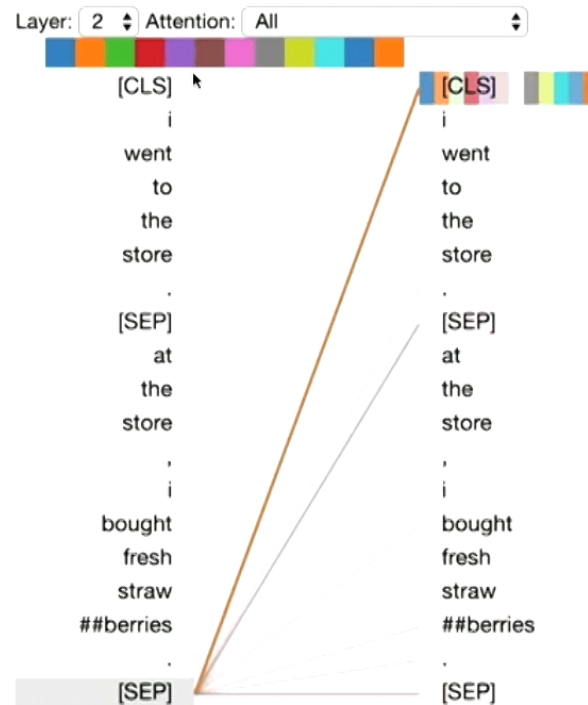 Layer: 2 Attention: All
[CLS] [CLS]
i i
went went
to to
the the
store store
. .
[SEP] [SEP]
at at
the the
store store
, ,
i i
bought bought
fresh fresh
straw straw
##berries ##berries
. .
[SEP] [SEP]